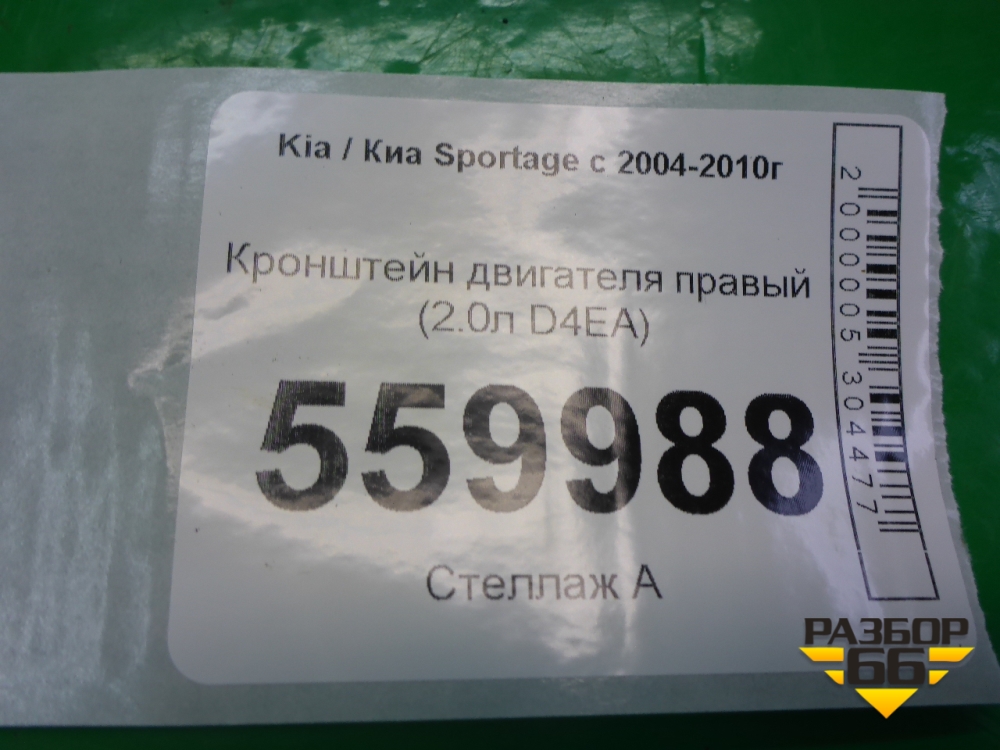 Kia / Киа Sportage с 2004-2010г
Кронштейн двигателя правый
(2.0л D4EA)
559988
Стеллаж А
2000005304477
РАЗБОР
66